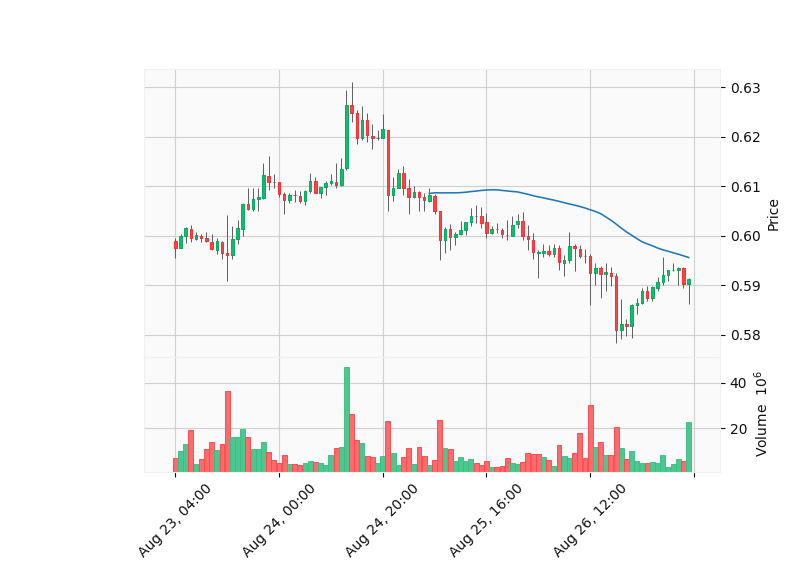 0.63
0.62
0.61
0.60
0.59
0.58
Price
40
20
Volume 10^6
Aug 23, 04:00
Aug 24, 00:00
Aug 24, 20:00
Aug 25, 16:00
Aug 26, 12:00